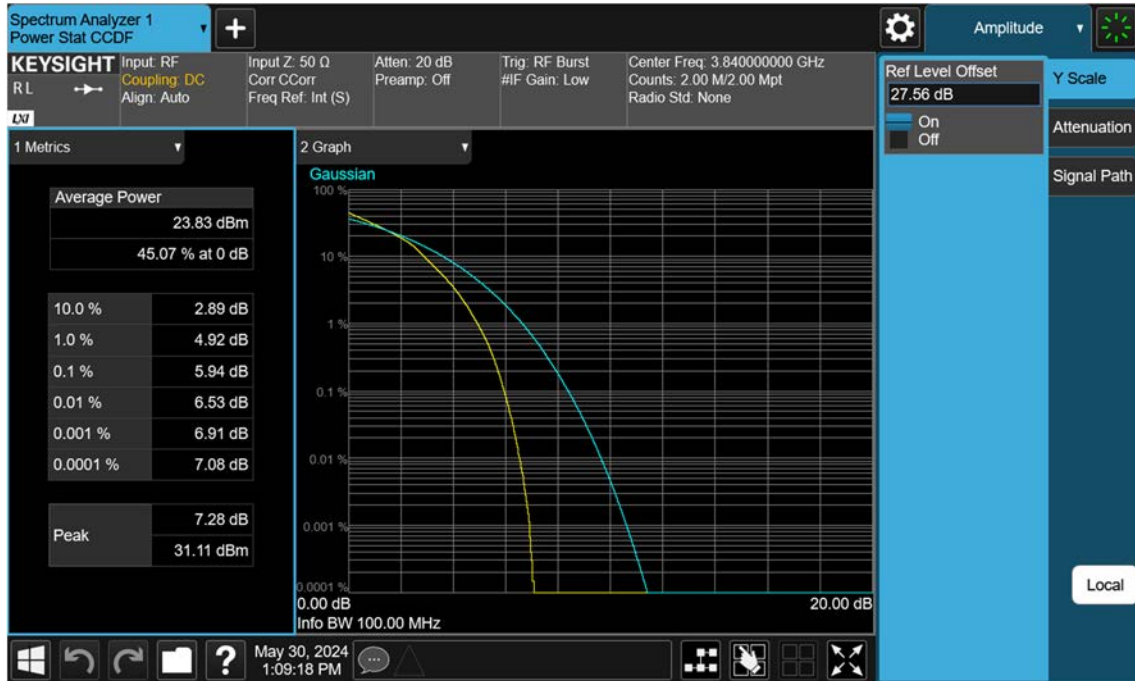 Spectrum Analyzer 1
Power Stat CCDF
+
Amplitude
KEYSIGHT
R L
LXI
Input: RF
Coupling: DC
Align: Auto
Input Z: 50 Ω
Corr CCorr
Freq Ref: Int (S)
Atten: 20 dB
Preamp: Off
Trig: RF Burst
#IF Gain: Low
Center Freq: 3.840000000 GHz
Counts: 2.00 M/2.00 Mpt
Radio Std: None
Ref Level Offset
27.56 dB
On
Off
Y Scale
Attenuation
Signal Path
1 Metrics
Average Power
23.83 dBm
45.07 % at 0 dB
10.0 % 2.89 dB
1.0 % 4.92 dB
0.1 % 5.94 dB
0.01 % 6.53 dB
0.001 % 6.91 dB
0.0001 % 7.08 dB
Peak
7.28 dB
31.11 dBm
2 Graph
Gaussian
100 %
10 %
1 %
0.1 %
0.01 %
0.001 %
0.0001 %
0.00 dB 20.00 dB
Info BW 100.00 MHz
Local
?
May 30, 2024
1:09:18 PM